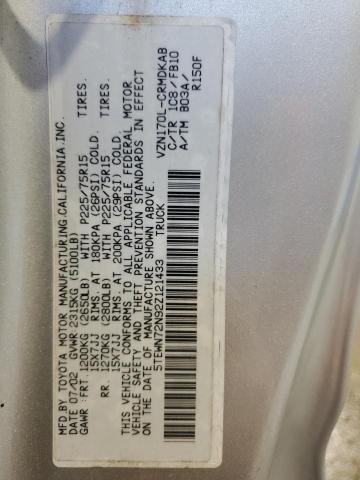 MFD.BY TOYOTA MOTOR MANUFACTURING,CALIFORNIA,INC.
DATE 07/02 GVWR:2315KG (5100LB)
GAWR :FRT 1200KG (2650LB) WITH P225/75R15 TIRES.
15X7JJ RIMS. AT 180KPA (26PSI) COLD
RR. 1270KG (2800LB) WITH P225/75R15 TIRES.
15X7JJ RIMS. AT 200KPA (29PSI) COLD
THIS VEHICLE CONFORMS TO ALL APPLICABLE FEDERAL MOTOR
VEHICLE SAFETY AND THEFT PREVENTION STANDARDS IN EFFECT
ON THE DATE OF MANUFACTURE SHOWN ABOVE.
5TEWN72N92Z121433 TRUCK
VZN170L-CRMDKAB
C/TR 1C8/FB10
A/TM B03A/
R150F